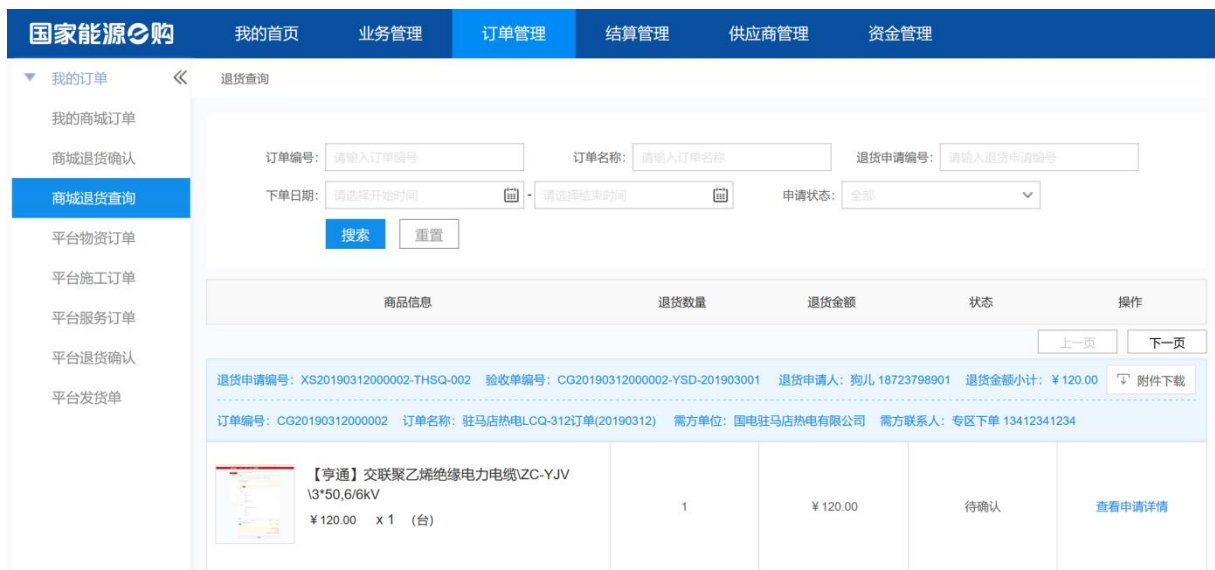 国家能源e购 我的首页 业务管理 订单管理 结算管理 供应商管理 资金管理
我的订单
退货查询
我的商城订单
商城退货确认
商城退货查询
平台物资订单
平台施工订单
平台服务订单
平台退货确认
平台发货单
订单编号： 请输入订单编号 订单名称： 请输入订单名称 退货申请编号： 请输入退货申请编号
下单日期： 请选择开始时间 - 请选择结束时间 申请状态： 全部
搜索 重置
商品信息 退货数量 退货金额 状态 操作
上一页 下一页
退货申请编号：XS20190312000002-THSQ-002 验收单编号：CG20190312000002-YSD-201903001 退货申请人：狗儿 18723798901 退货金额小计：¥120.00 附件下载
订单编号：CG20190312000002 订单名称：驻马店热电LCQ-312订单(20190312) 需方单位：国电驻马店热电有限公司 需方联系人：专区下单 13412341234
【亨通】交联聚乙烯绝缘电力电缆\ZC-YJV
\3*50,6/6kV
¥120.00 x 1 （台）
1 ¥120.00 待确认 查看申请详情